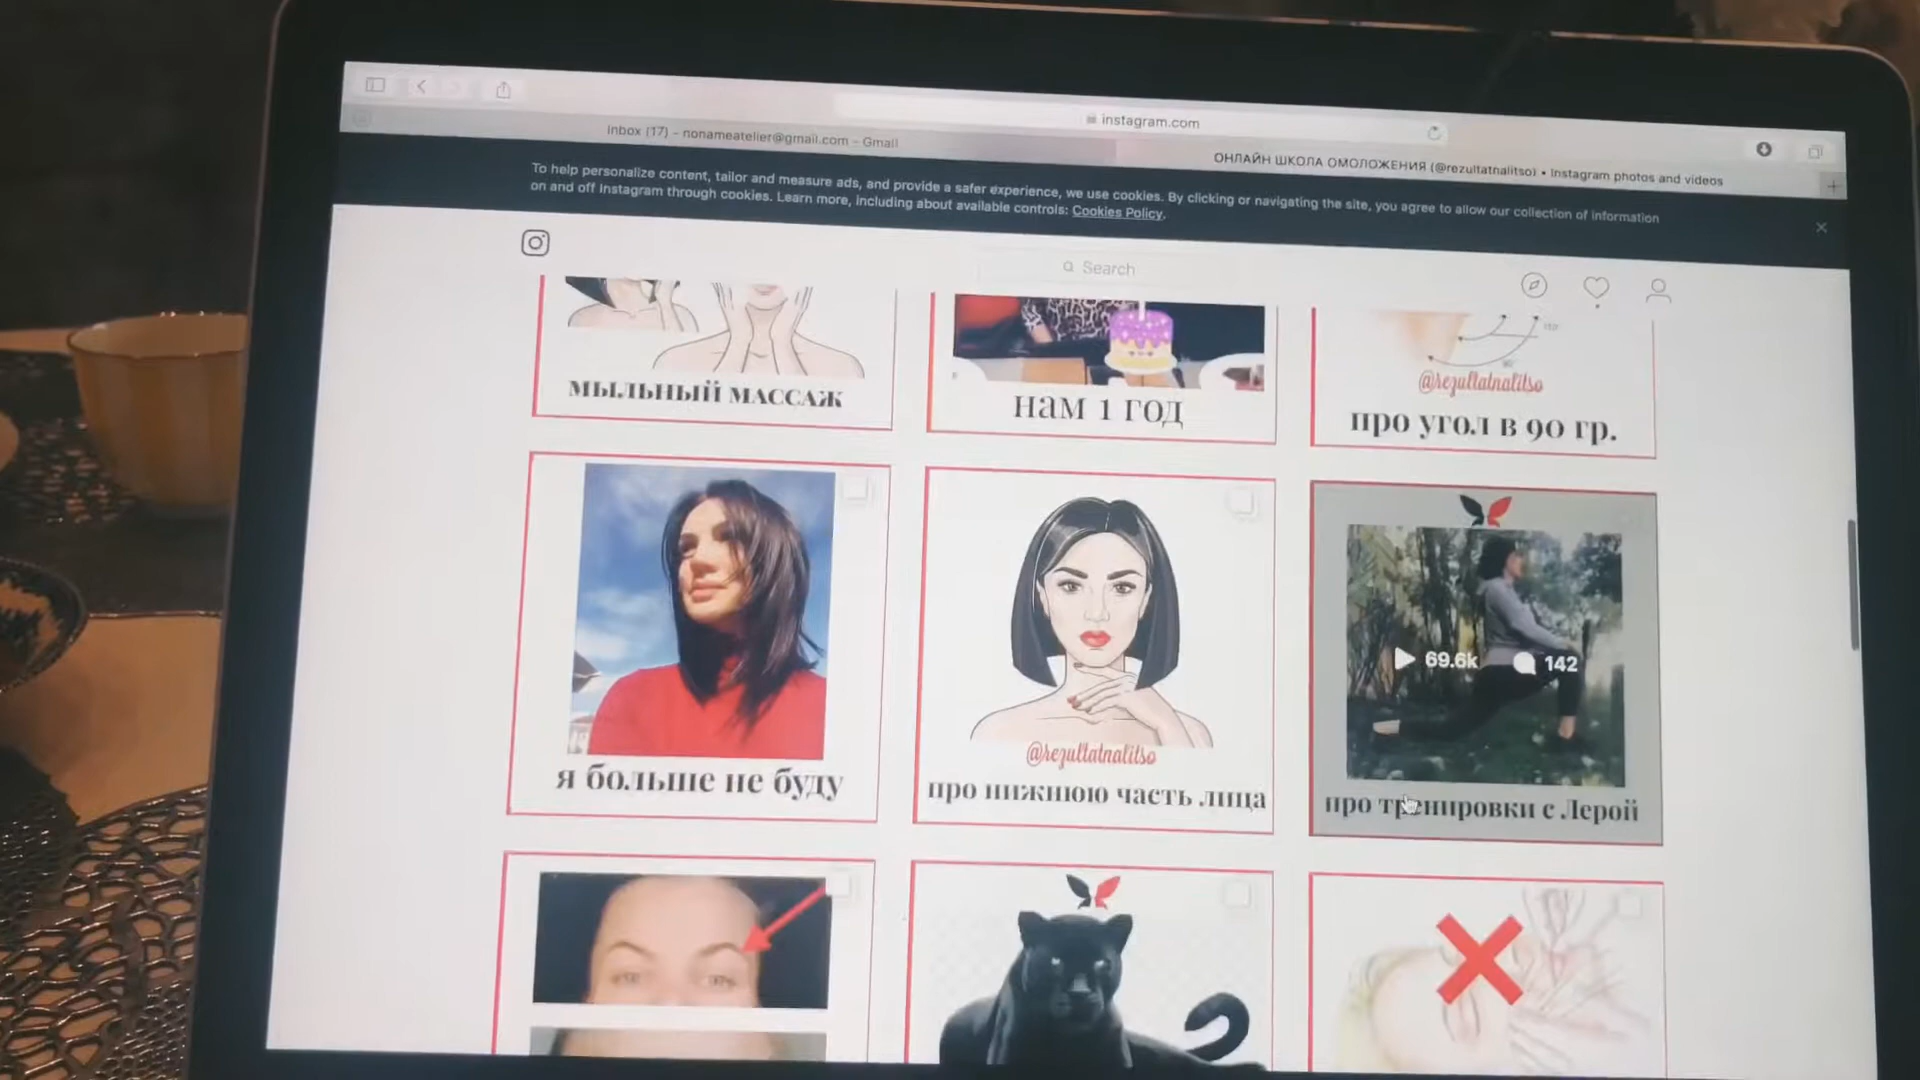 instagram.com
Inbox (17) – nonameatelier@gmail.com – Gmail
ОНЛАЙН ШКОЛА ОМОЛОЖЕНИЯ (@rezultatnalitso) • Instagram photos and videos
To help personalize content, tailor and measure ads, and provide a safer experience, we use cookies. By clicking or navigating the site, you agree to allow our collection of information
on and off Instagram through cookies. Learn more, including about available controls: Cookies Policy.
Search
мыльный массаж
нам 1 год
90°
@rezultatnalitso
про угол в 90 гр.
я больше не буду
@rezultatnalitso
про нижнюю часть лица
69.6k 142
про тренировки с Лерой